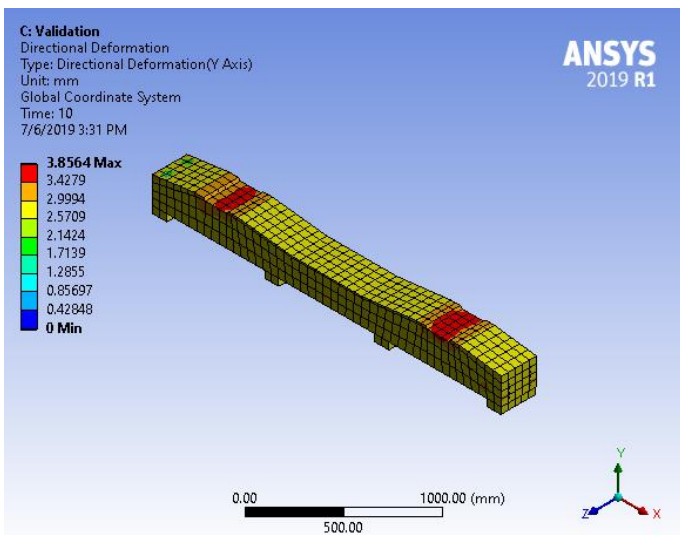 C: Validation
Directional Deformation
Type: Directional Deformation(Y Axis)
Unit: mm
Global Coordinate System
Time: 10
7/6/2019 3:31 PM
ANSYS
2019 R1
3.8564 Max
3.4279
2.9994
2.5709
2.1424
1.7139
1.2855
0.85697
0.42848
0 Min
0.00
1000.00 (mm)
500.00
Y
Z
X